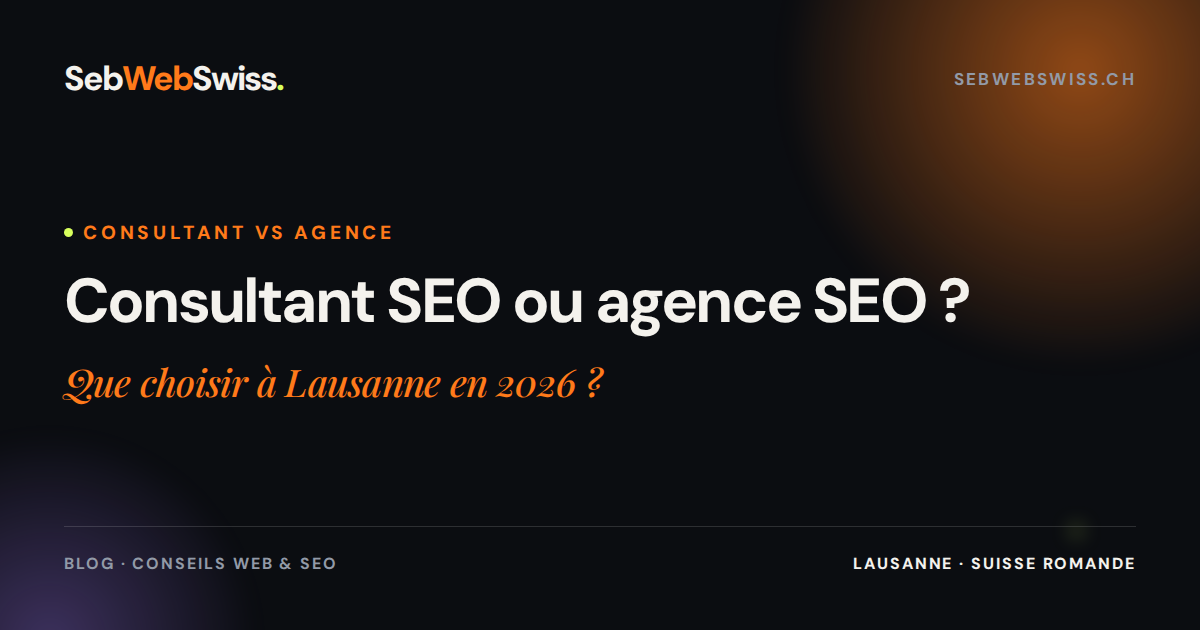 SebWebSwiss.
SEBWEBSWISS.CH
CONSULTANT VS AGENCE
Consultant SEO ou agence SEO ?
Que choisir à Lausanne en 2026 ?
BLOG · CONSEILS WEB & SEO
LAUSANNE · SUISSE ROMANDE